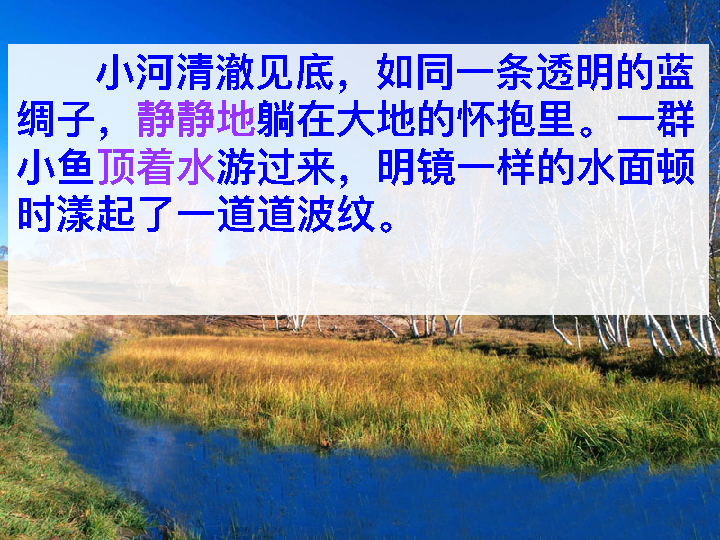 小河清澈见底，如同一条透明的蓝
绸子，静静地躺在大地的怀抱里。一群
小鱼顶着水游过来，明镜一样的水面顿
时漾起了一道道波纹。